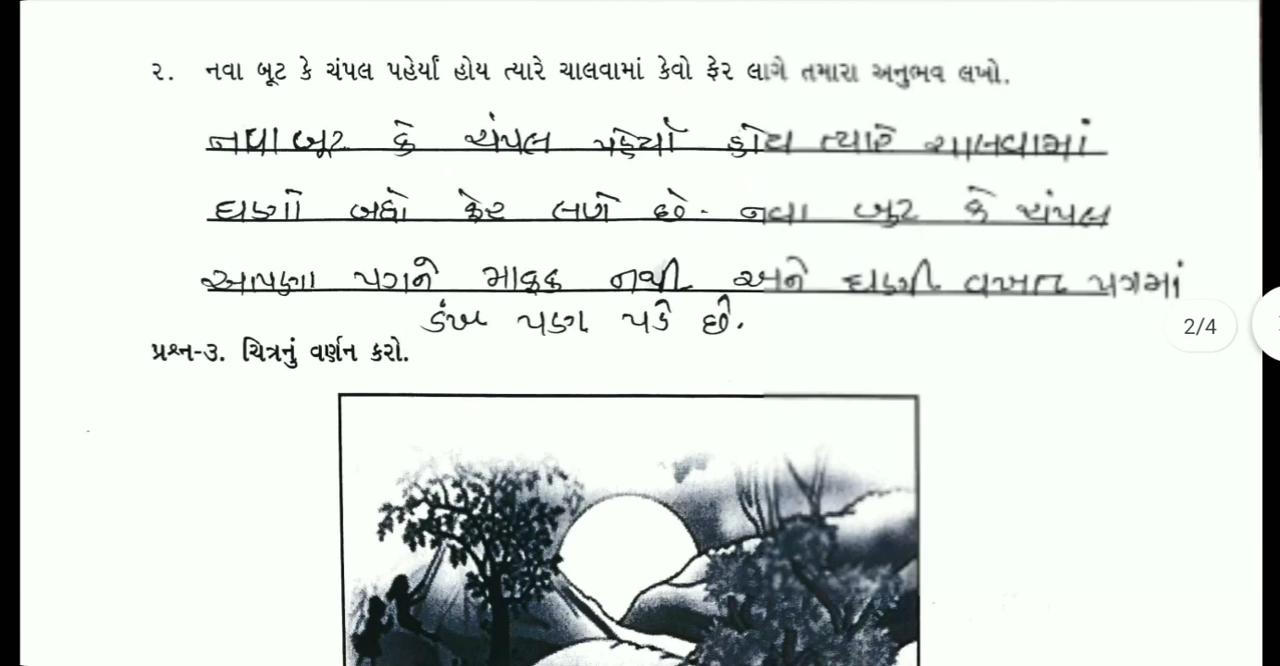 ૨. નવા બૂટ કે ચંપલ પહેર્યાં હોય ત્યારે ચાલવામાં કેવો ફેર લાગે તમારા અનુભવ લખો.
નવા બૂટ કે ચંપલ પહેર્યા હોય ત્યારે ચાલવામાં
ઘણો બધો ફેર લાગે છે. નવા બુટ કે ચંપલ
આપણા પગને માફક નથી અને ઘણી વખત પગમાં
ડંખ પણ પડે છે.
2/4
પ્રશ્ન-૩. ચિત્રનું વર્ણન કરો.